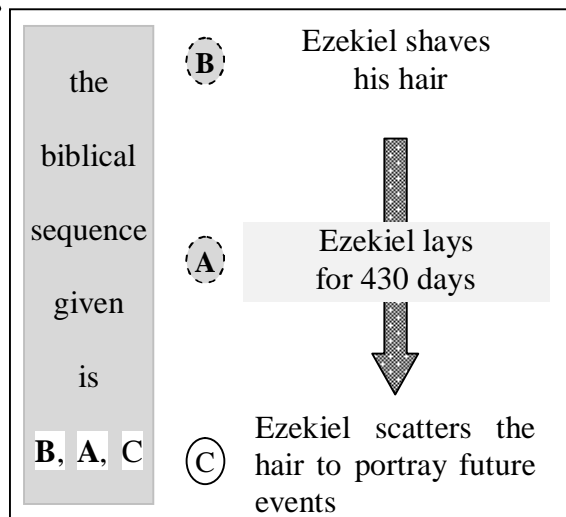 the
biblical
sequence
given
is
B, A, C
B
Ezekiel shaves
his hair
A
Ezekiel lays
for 430 days
C
Ezekiel scatters the
hair to portray future
events